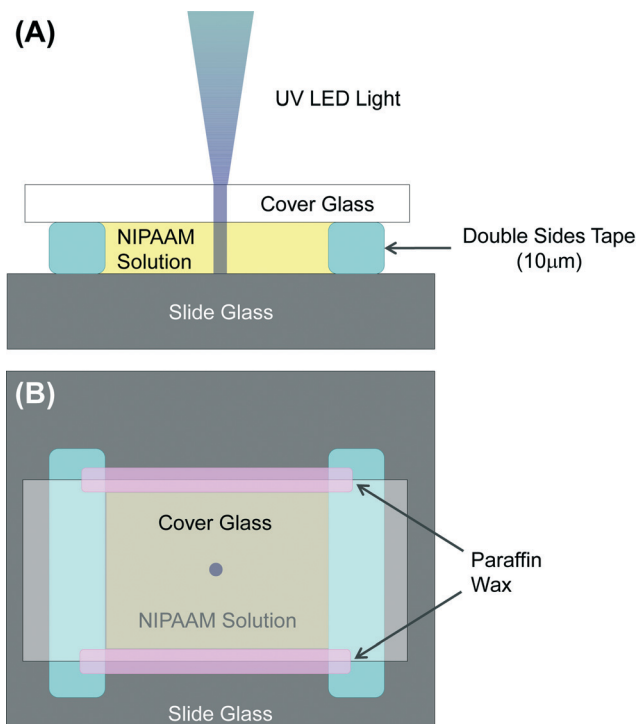 (A)
UV LED Light
Cover Glass
NIPAAM
Solution
Double Sides Tape
(10μm)
Slide Glass
(B)
Cover Glass
Paraffin
Wax
NIPAAM Solution
Slide Glass